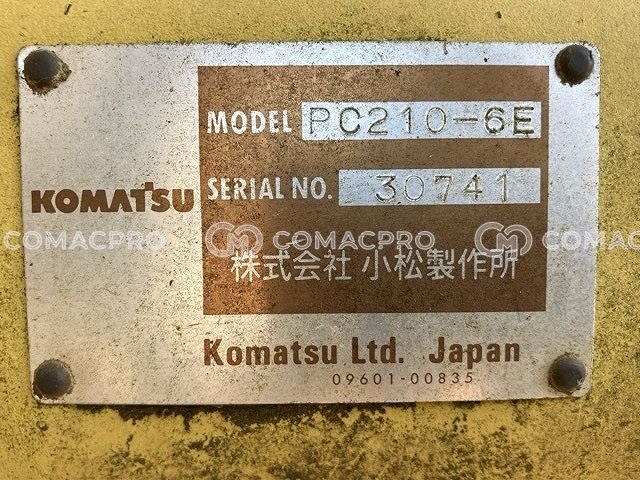 KOMATSU
MODEL PC210-6E
SERIAL NO. 30741
COMACPRO COMACPRO COMAC
株式会社 小松製作所
Komatsu Ltd. Japan
09601-00835